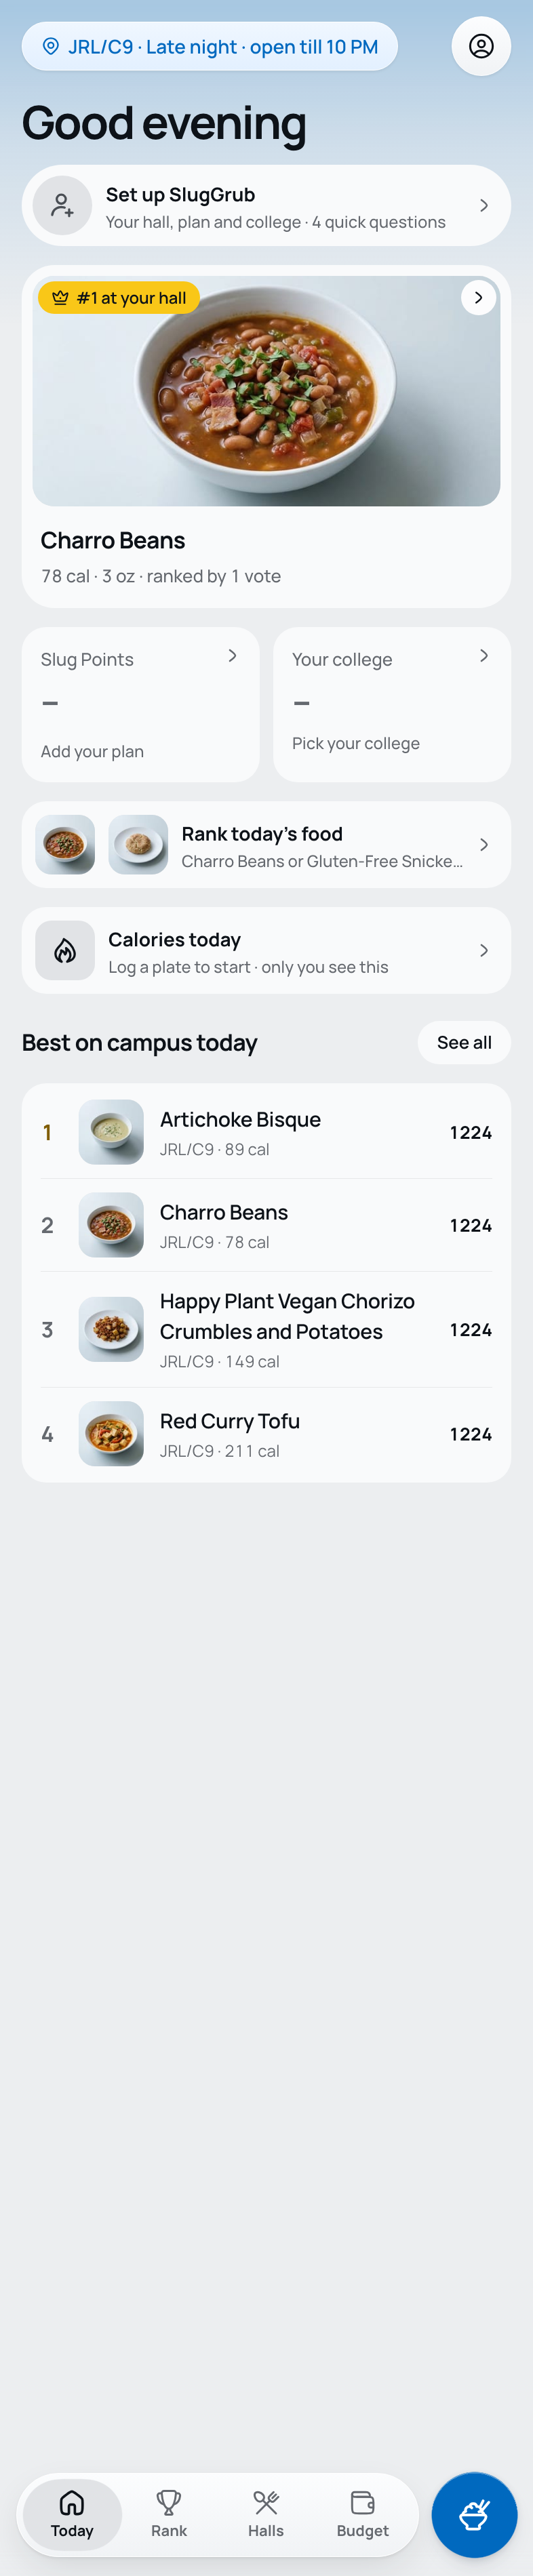 JRL/C9 · Late night · open till 10 PM
Good evening
Set up SlugGrub
Your hall, plan and college · 4 quick questions
#1 at your hall
Charro Beans
78 cal · 3 oz · ranked by 1 vote
Slug Points
–
Add your plan
Your college
–
Pick your college
Rank today's food
Charro Beans or Gluten-Free Snicke...
Calories today
Log a plate to start · only you see this
Best on campus today
See all
1
Artichoke Bisque
JRL/C9 · 89 cal
1224
2
Charro Beans
JRL/C9 · 78 cal
1224
3
Happy Plant Vegan Chorizo
Crumbles and Potatoes
JRL/C9 · 149 cal
1224
4
Red Curry Tofu
JRL/C9 · 211 cal
1224
Today
Rank
Halls
Budget